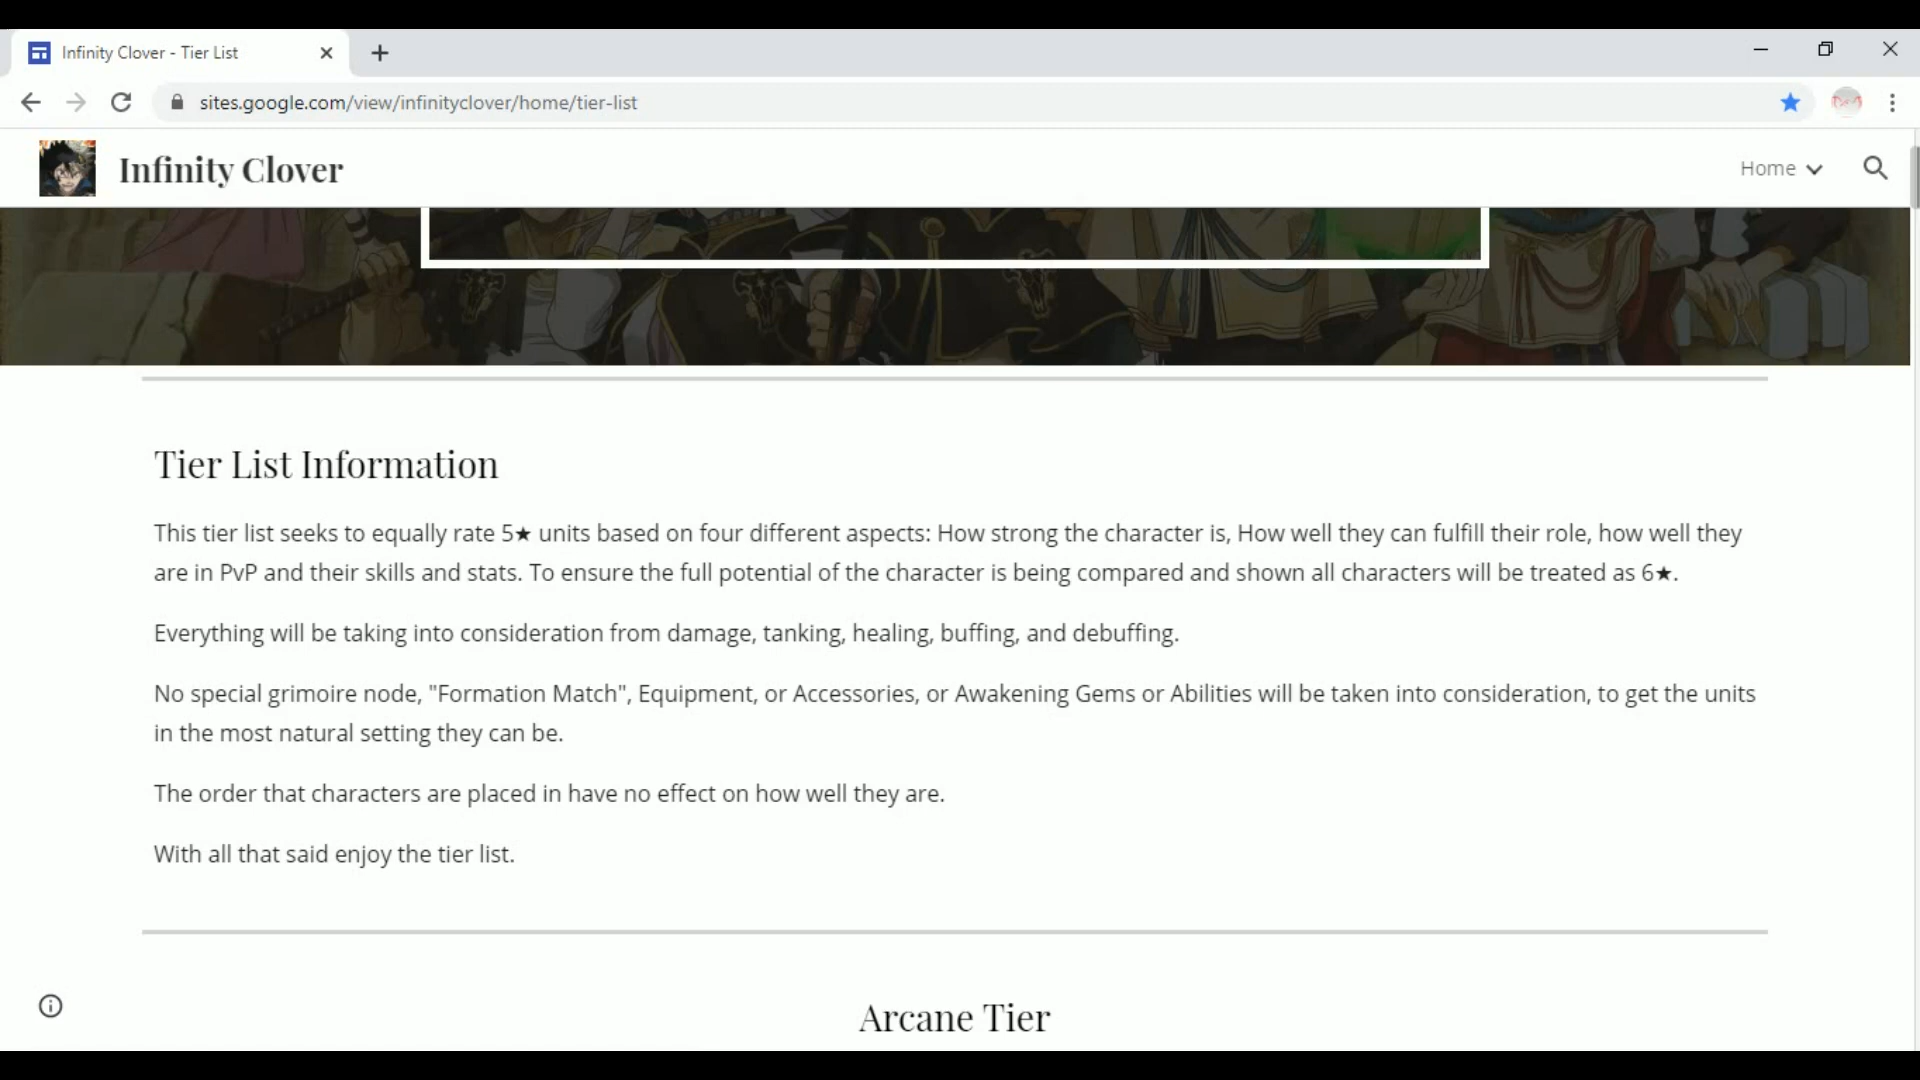 Infinity Clover - Tier List
sites.google.com/view/infinityclover/home/tier-list
Infinity Clover
Home
Tier List Information
This tier list seeks to equally rate 5★ units based on four different aspects: How strong the character is, How well they can fulfill their role, how well they
are in PvP and their skills and stats. To ensure the full potential of the character is being compared and shown all characters will be treated as 6★.
Everything will be taking into consideration from damage, tanking, healing, buffing, and debuffing.
No special grimoire node, "Formation Match", Equipment, or Accessories, or Awakening Gems or Abilities will be taken into consideration, to get the units
in the most natural setting they can be.
The order that characters are placed in have no effect on how well they are.
With all that said enjoy the tier list.
Arcane Tier